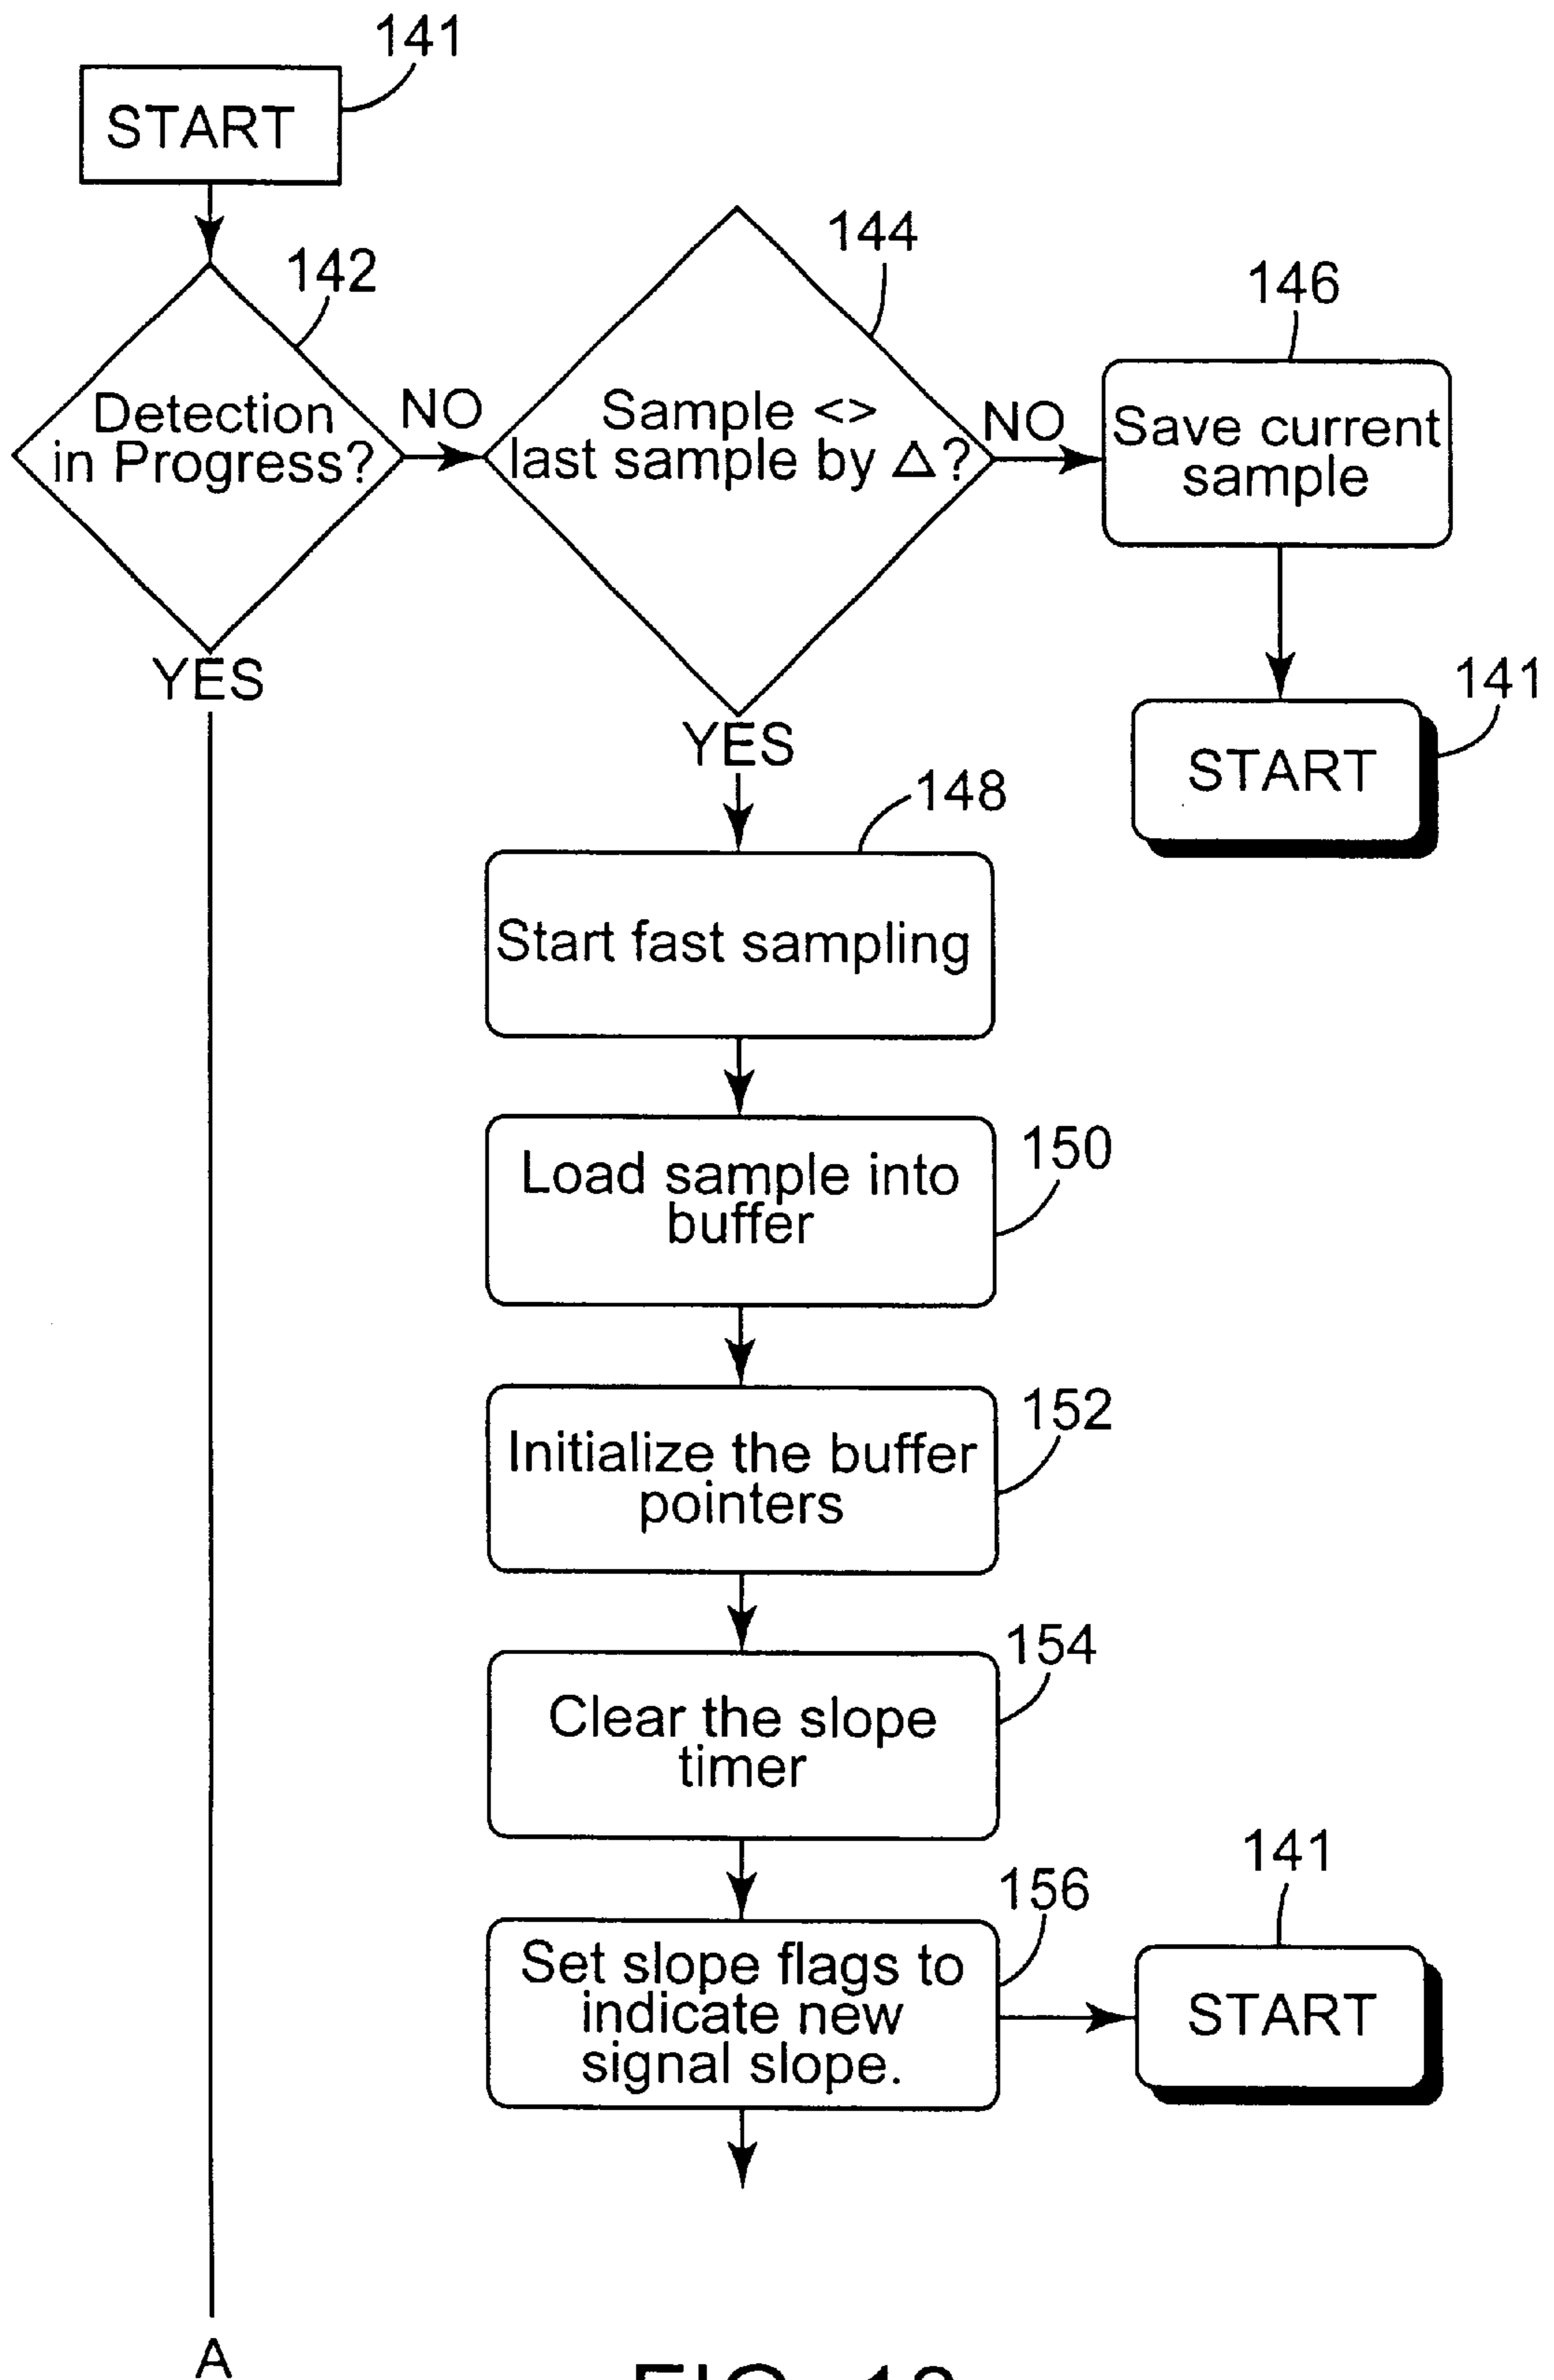 141
START
142
Detection
in Progress?
NO
YES
144
Sample <>
last sample by Δ?
NO
YES
146
Save current
sample
141
START
148
Start fast sampling
150
Load sample into
buffer
152
Initialize the buffer
pointers
154
Clear the slope
timer
156
Set slope flags to
indicate new
signal slope.
141
START
A